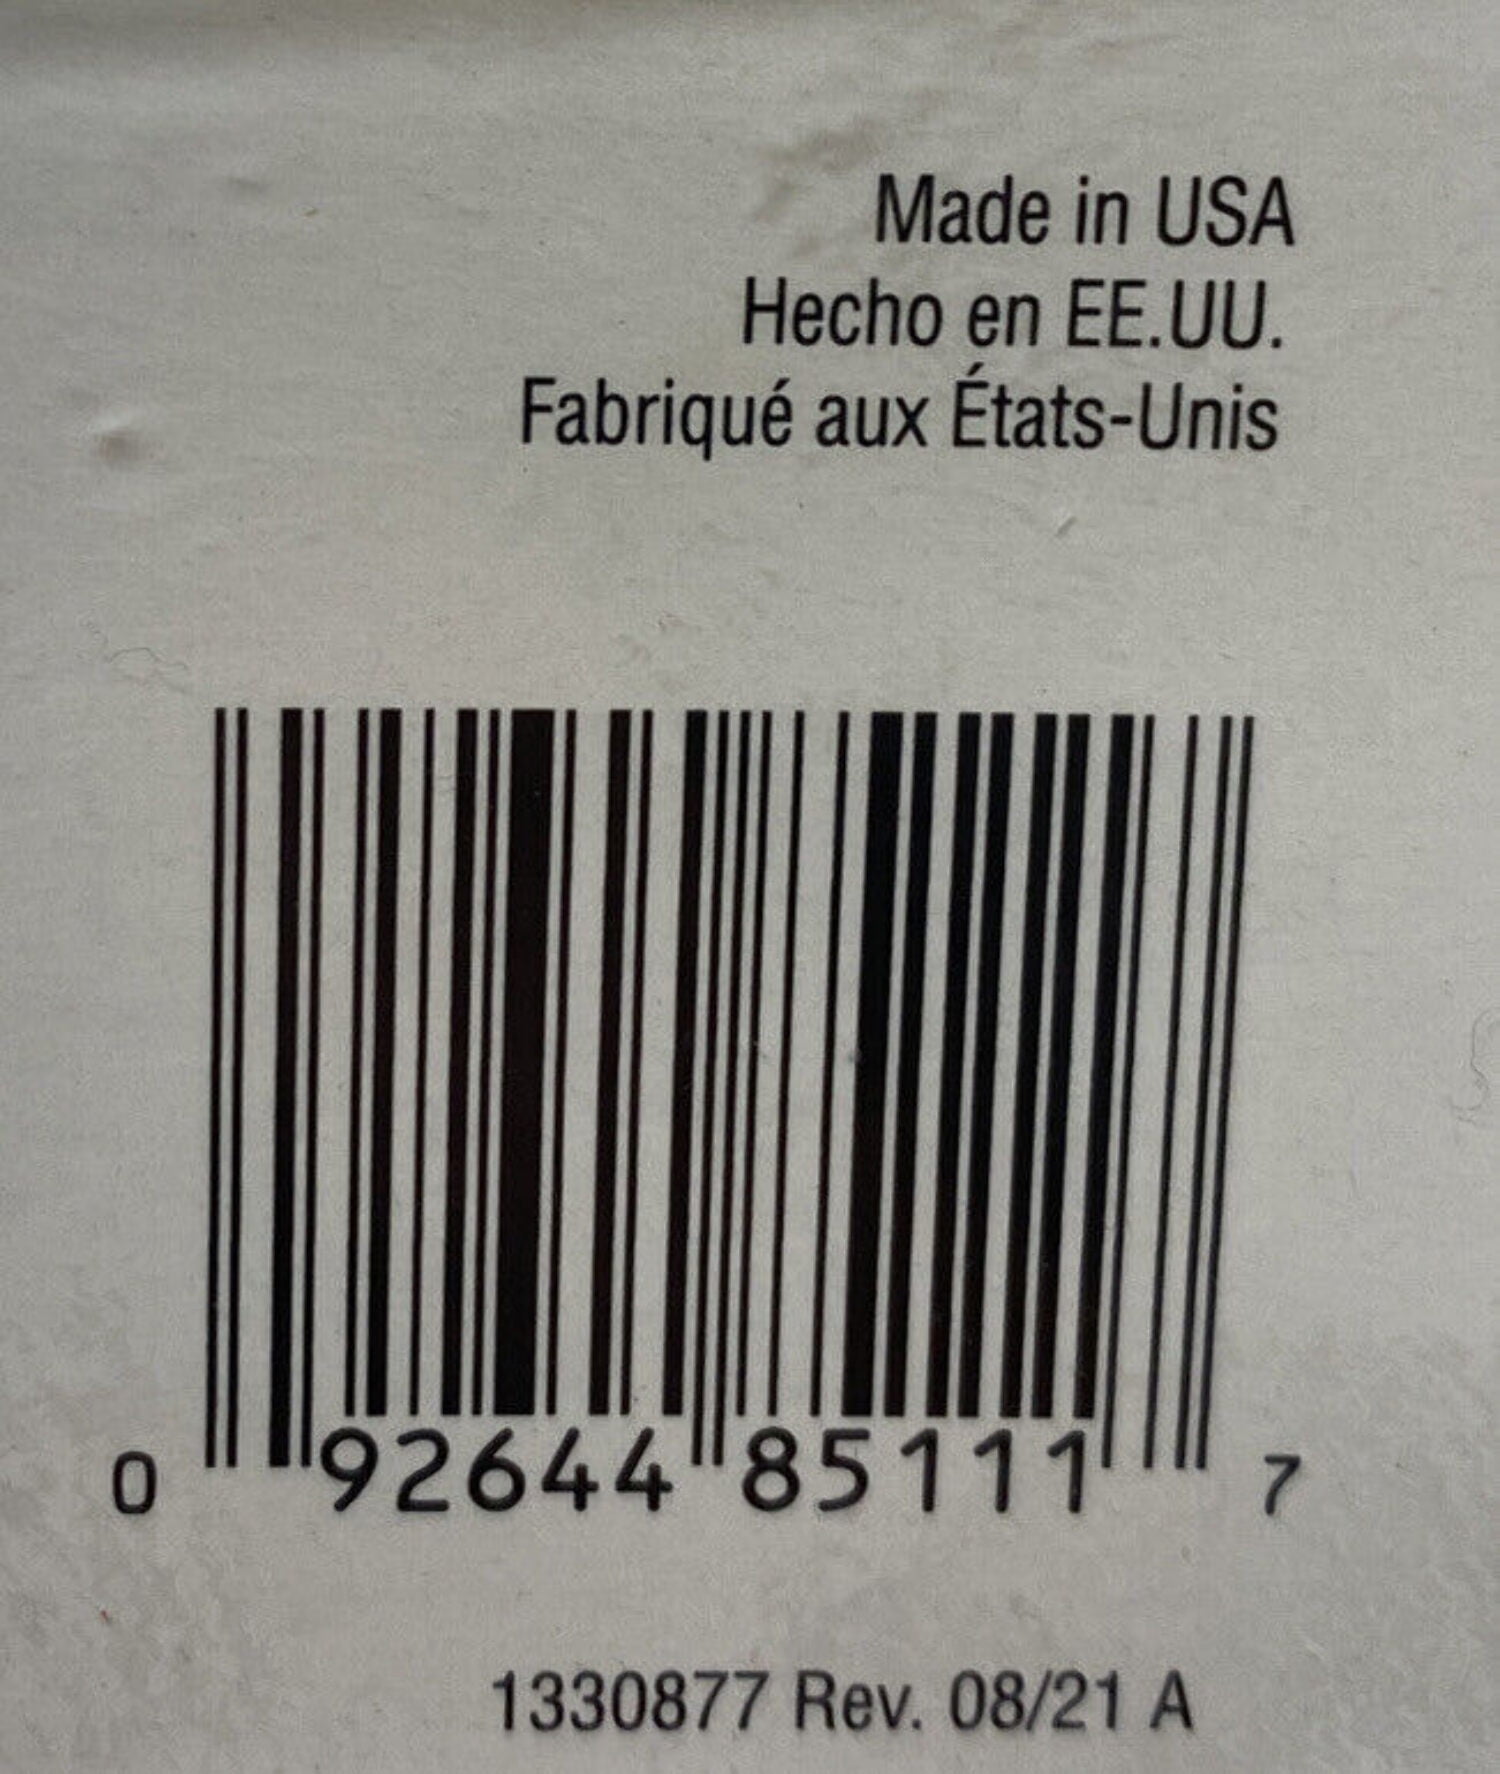 Made in USA
Hecho en EE.UU.
Fabriqué aux États-Unis
0 92644 85111 7
1330877 Rev. 08/21 A